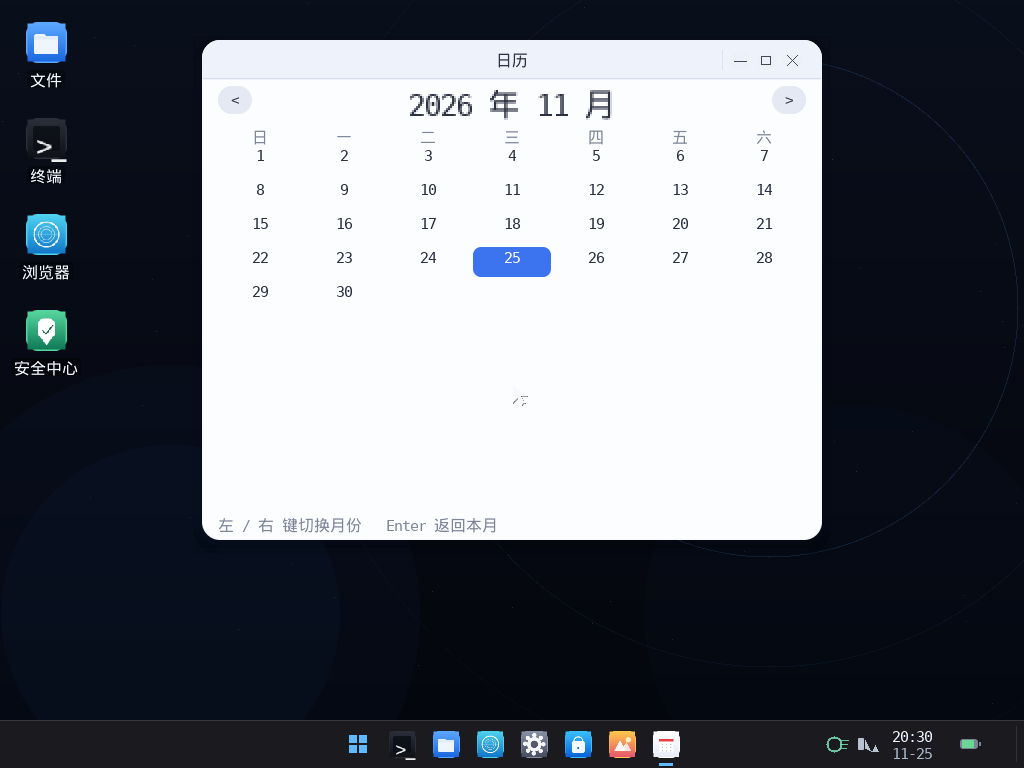 文件
终端
浏览器
安全中心
日历
< 2026 年 11 月 >
日 一 二 三 四 五 六
1 2 3 4 5 6 7
8 9 10 11 12 13 14
15 16 17 18 19 20 21
22 23 24 25 26 27 28
29 30
左 / 右 键切换月份 Enter 返回本月
20:30
11-25